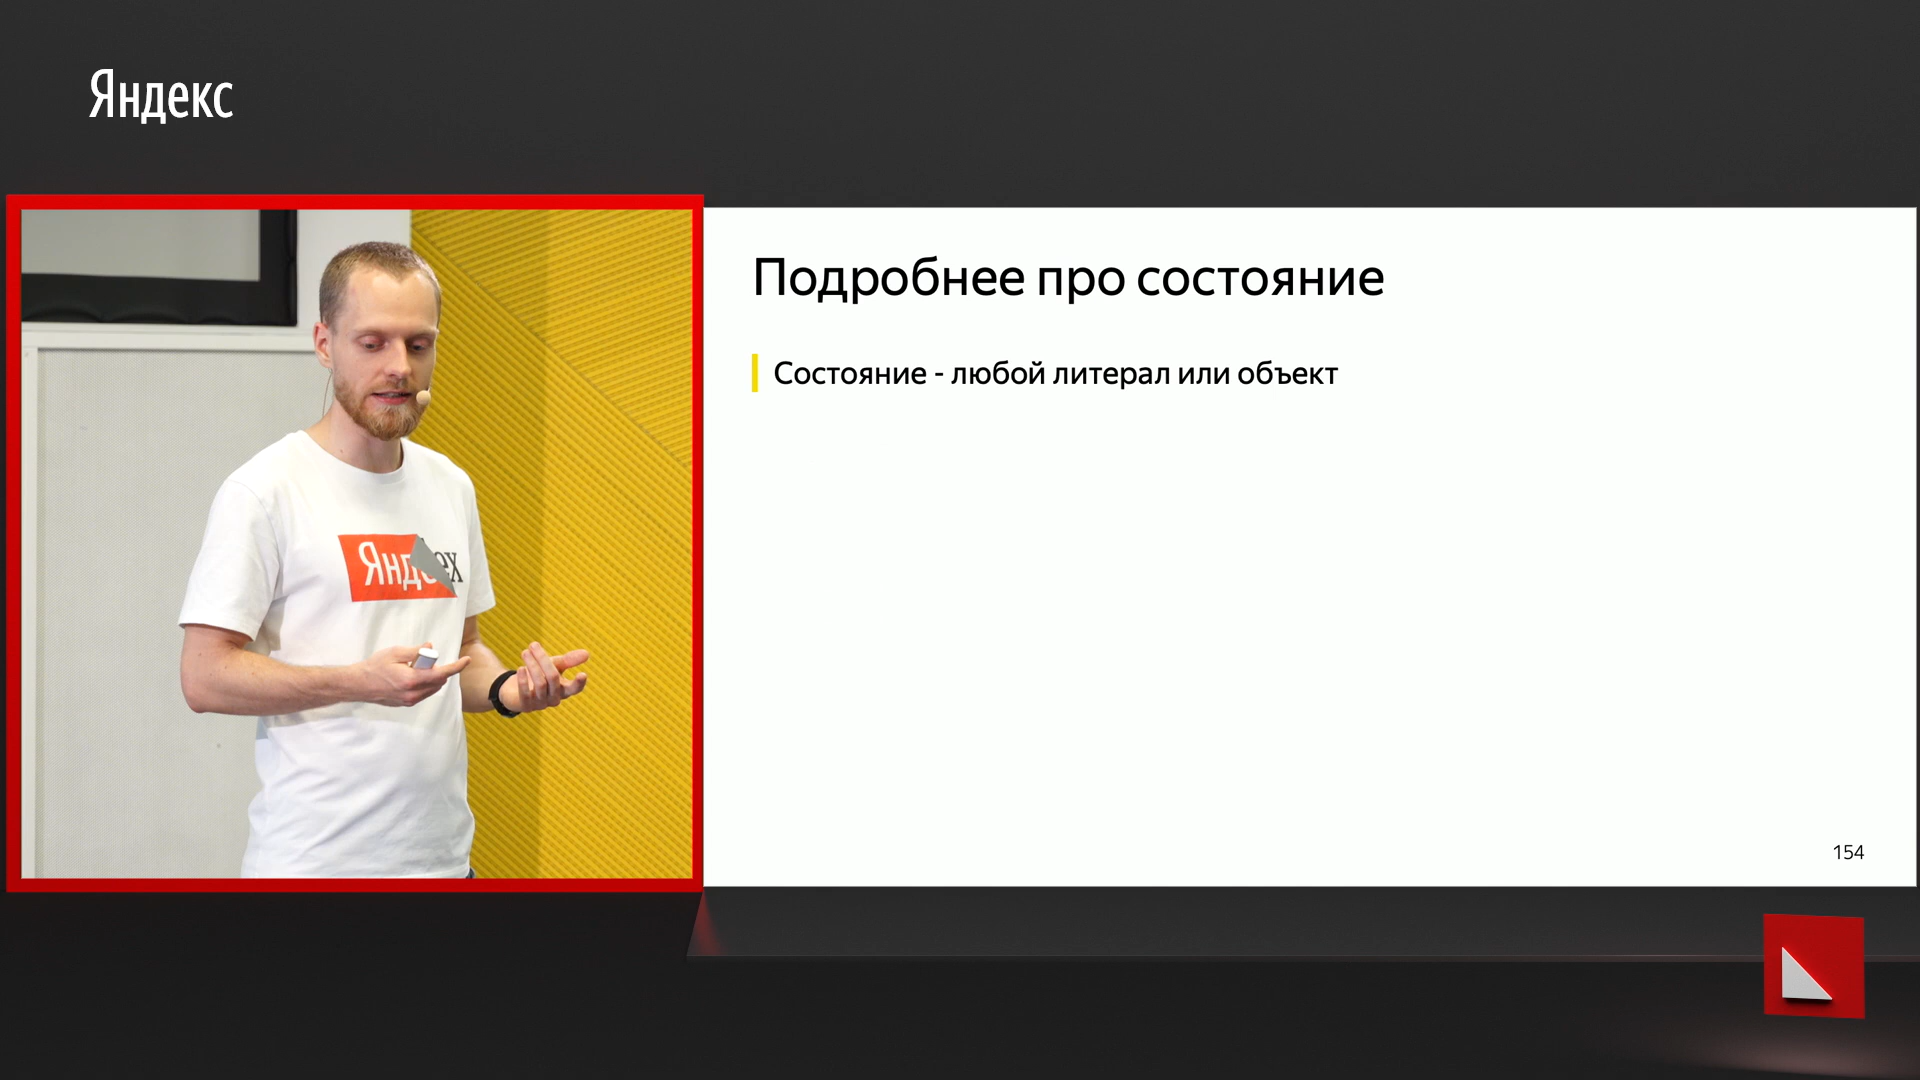 Яндекс
Подробнее про состояние
Состояние - любой литерал или объект
154